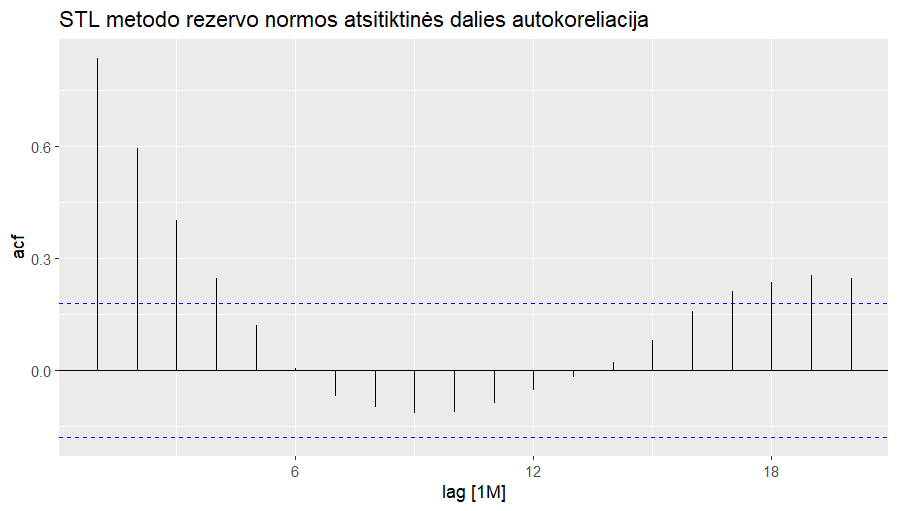 STL metodo rezervo normos atsitiktinės dalies autokoreliacija
acf
0.6
0.3
0.0
6 12 18
lag [1M]